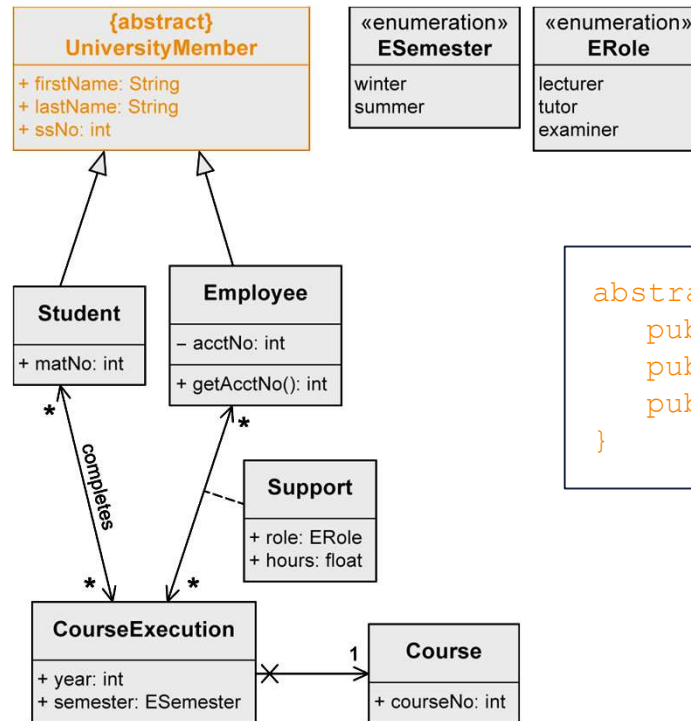 {abstract}
UniversityMember
+ firstName: String
+ lastName: String
+ ssNo: int
«enumeration»
ESemester
winter
summer
«enumeration»
ERole
lecturer
tutor
examiner
Student
+ matNo: int
Employee
– acctNo: int
+ getAcctNo(): int
abstra
pub
pub
pub
}
*
*
completes
Support
+ role: ERole
+ hours: float
*
*
CourseExecution
+ year: int
+ semester: ESemester
1
Course
+ courseNo: int